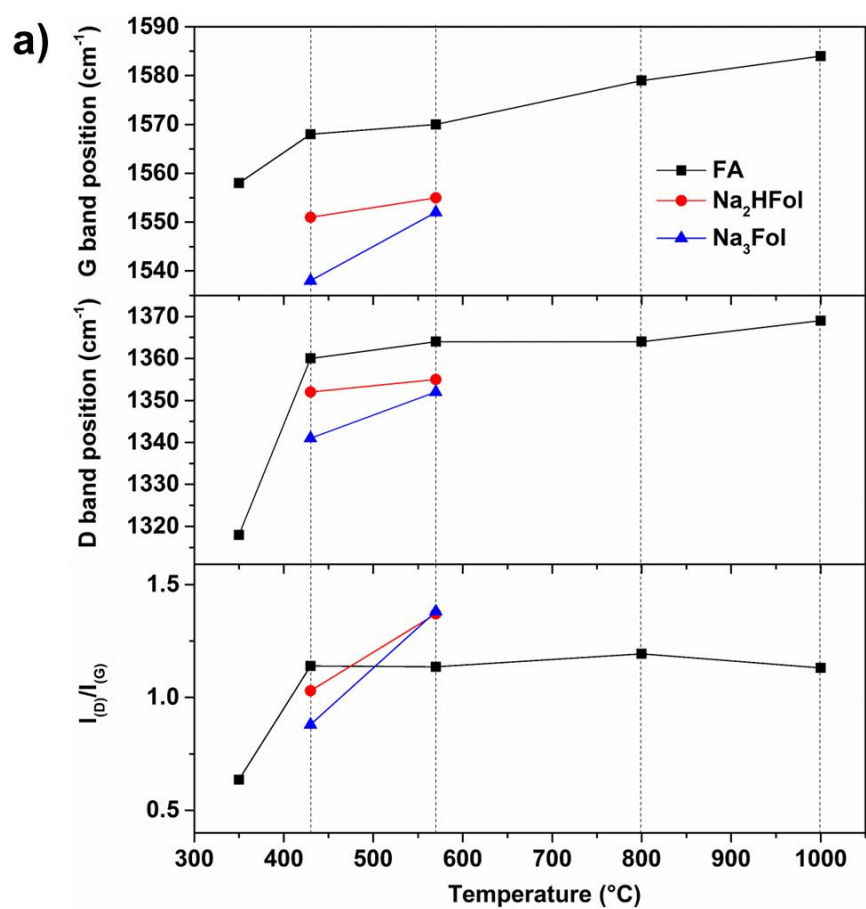 a)
G band position (cm⁻¹)
1590
1580
1570
1560
1550
1540
FA
Na₂HFol
Na₃Fol
D band position (cm⁻¹)
1370
1360
1350
1340
1330
1320
I₍D₎/I₍G₎
1.5
1.0
0.5
300 400 500 600 700 800 900 1000
Temperature (°C)